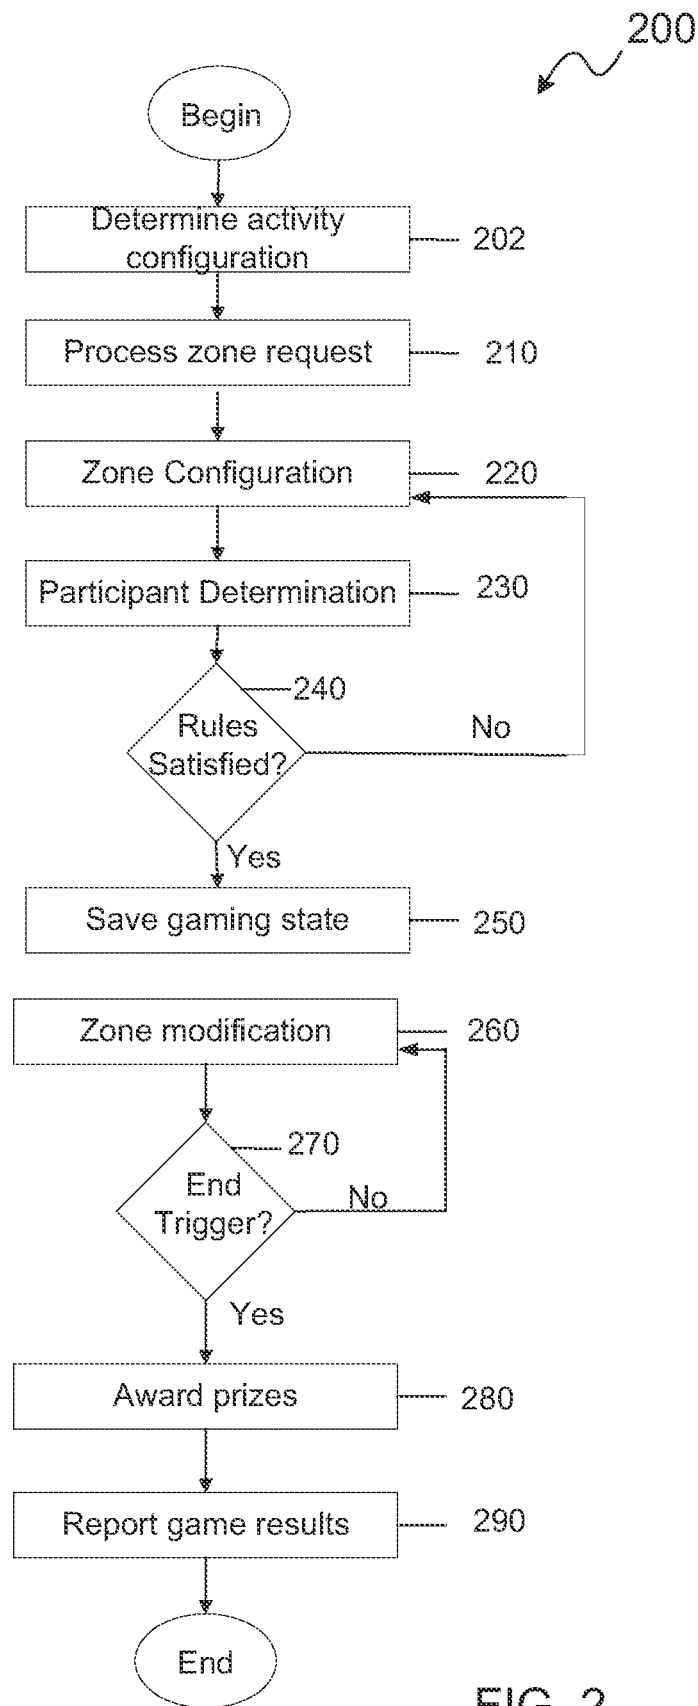 200
Begin
Determine activity
configuration
202
Process zone request
210
Zone Configuration
220
Participant Determination
230
240
Rules
Satisfied?
No
Yes
Save gaming state
250
Zone modification
260
270
End
Trigger?
No
Yes
Award prizes
280
Report game results
290
End
FIG. 2